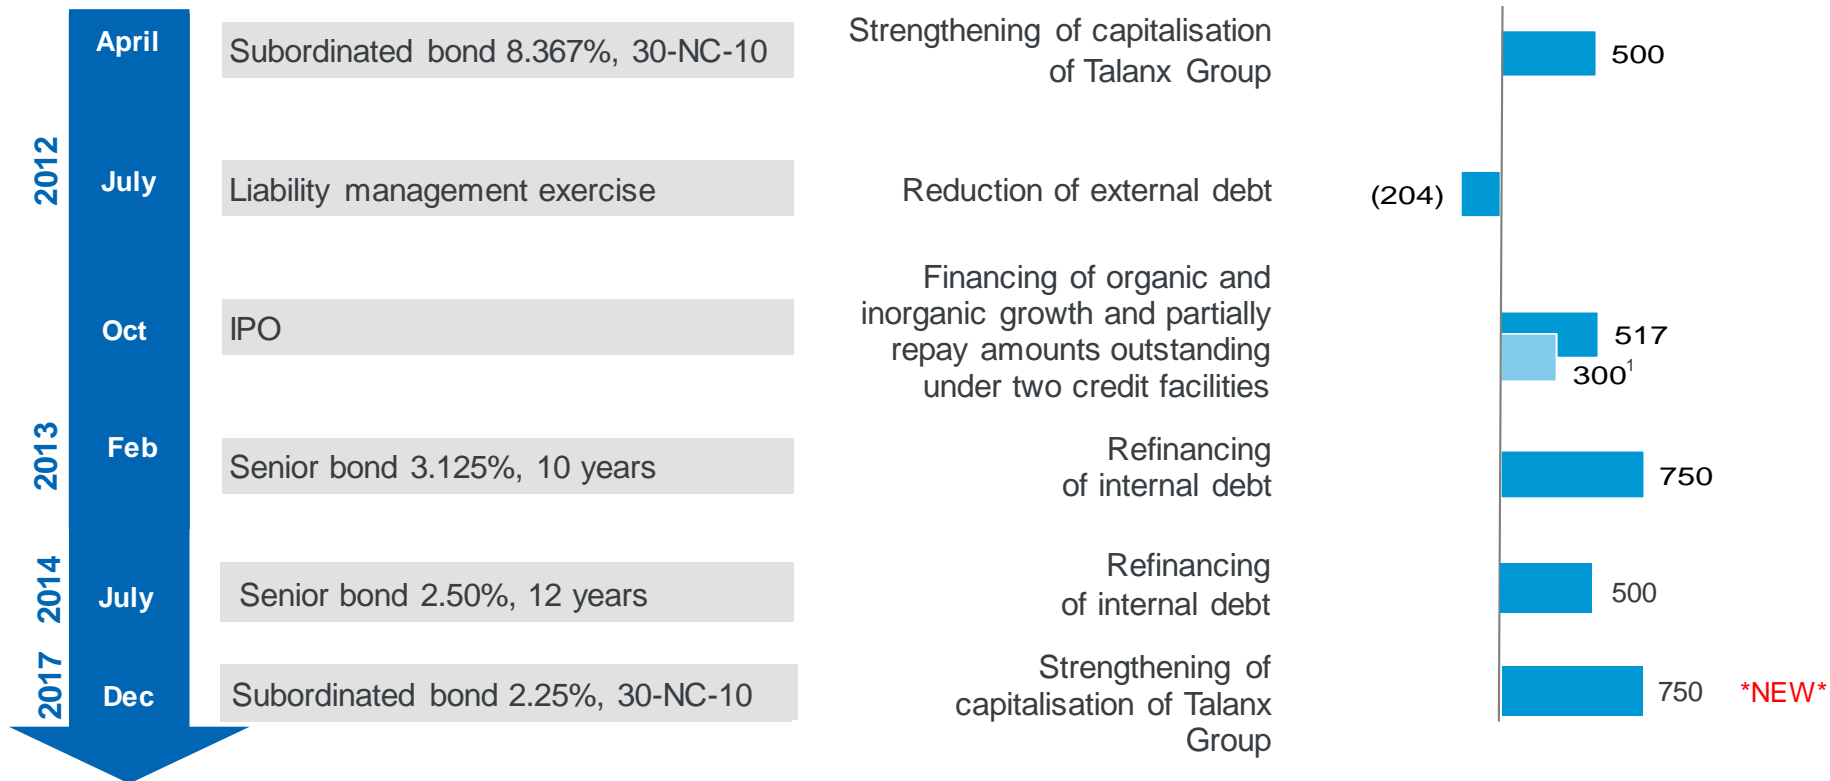 2012
April
Subordinated bond 8.367%, 30-NC-10
Strengthening of capitalisation
of Talanx Group
500
July
Liability management exercise
Reduction of external debt
(204)
Oct
IPO
Financing of organic and
inorganic growth and partially
repay amounts outstanding
under two credit facilities
517
300¹
2013
Feb
Senior bond 3.125%, 10 years
Refinancing
of internal debt
750
2014
July
Senior bond 2.50%, 12 years
Refinancing
of internal debt
500
2017
Dec
Subordinated bond 2.25%, 30-NC-10
Strengthening of
capitalisation of Talanx
Group
750
*NEW*